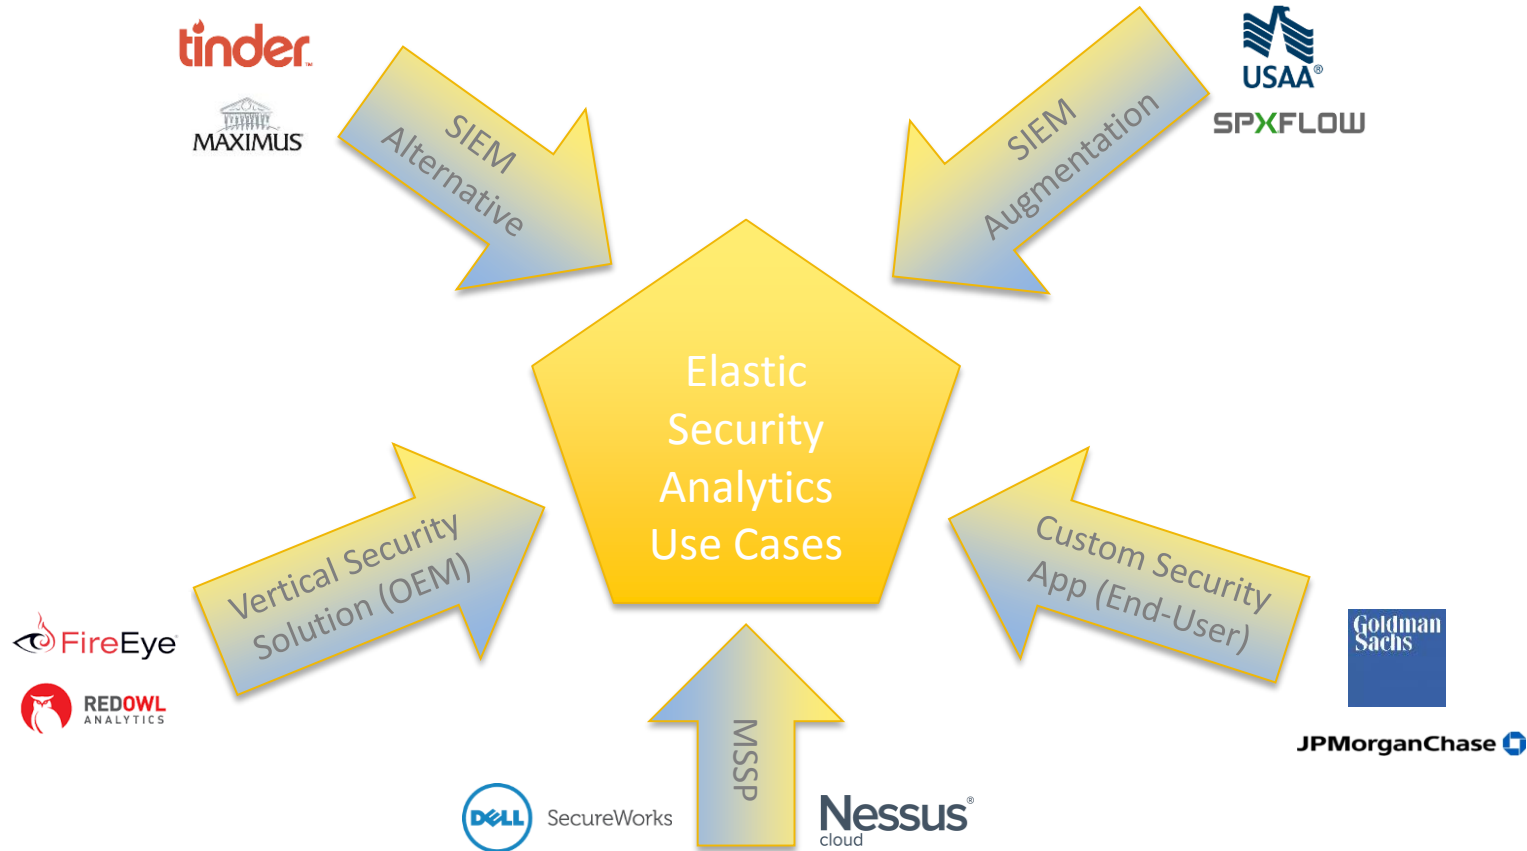 tinder™
MAXIMUS
SIEM
Alternative
SIEM
Augmentation
USAA®
SPXFLOW
Elastic
Security
Analytics
Use Cases
Vertical Security
Solution (OEM)
FireEye
REDOWL
ANALYTICS
Custom Security
App (End-User)
Goldman
Sachs
JPMorganChase
MSSP
DELL SecureWorks
Nessus®
cloud